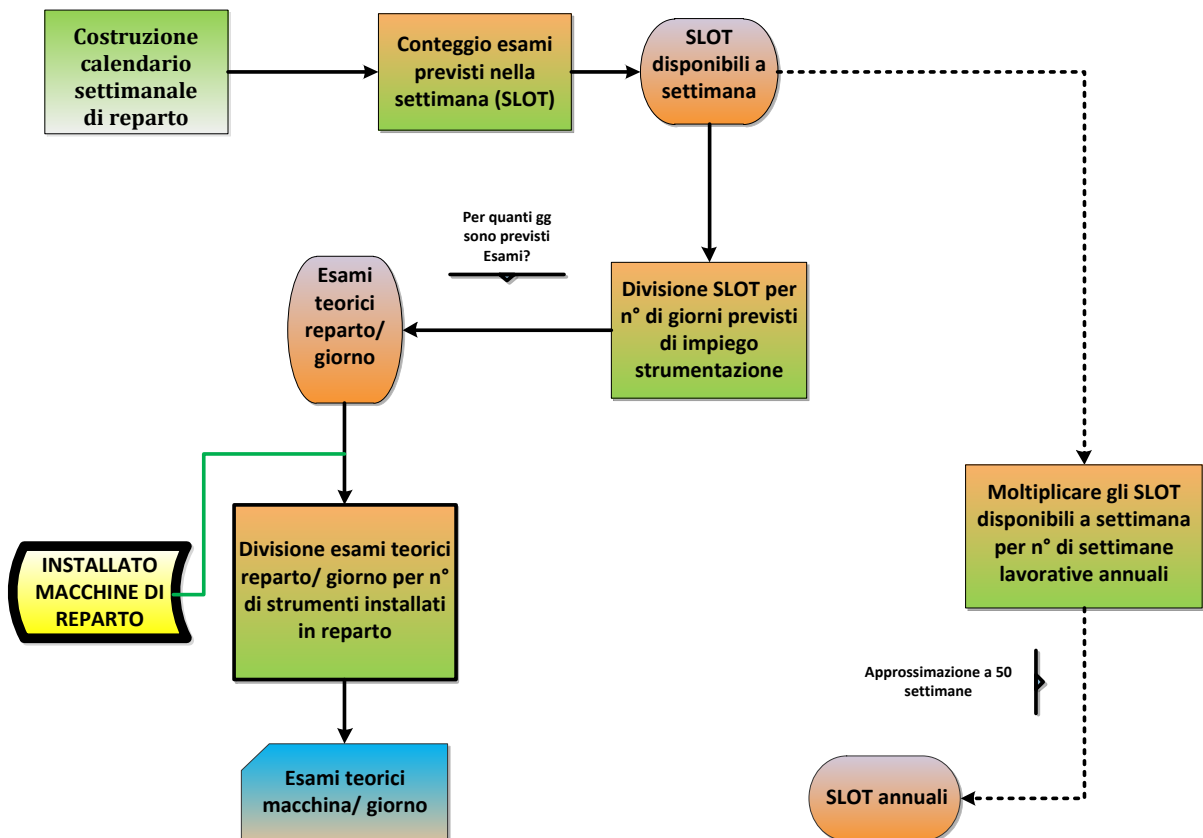 Costruzione
calendario
settimanale
di reparto
Conteggio esami
previsti nella
settimana (SLOT)
SLOT
disponibili a
settimana
Per quanti gg
sono previsti
Esami?
Esami
teorici
reparto/
giorno
Divisione SLOT per
n° di giorni previsti
di impiego
strumentazione
INSTALLATO
MACCHINE DI
REPARTO
Divisione esami teorici
reparto/ giorno per n°
di strumenti installati
in reparto
Moltiplicare gli SLOT
disponibili a settimana
per n° di settimane
lavorative annuali
Approssimazione a 50
settimane
Esami teorici
macchina/ giorno
SLOT annuali